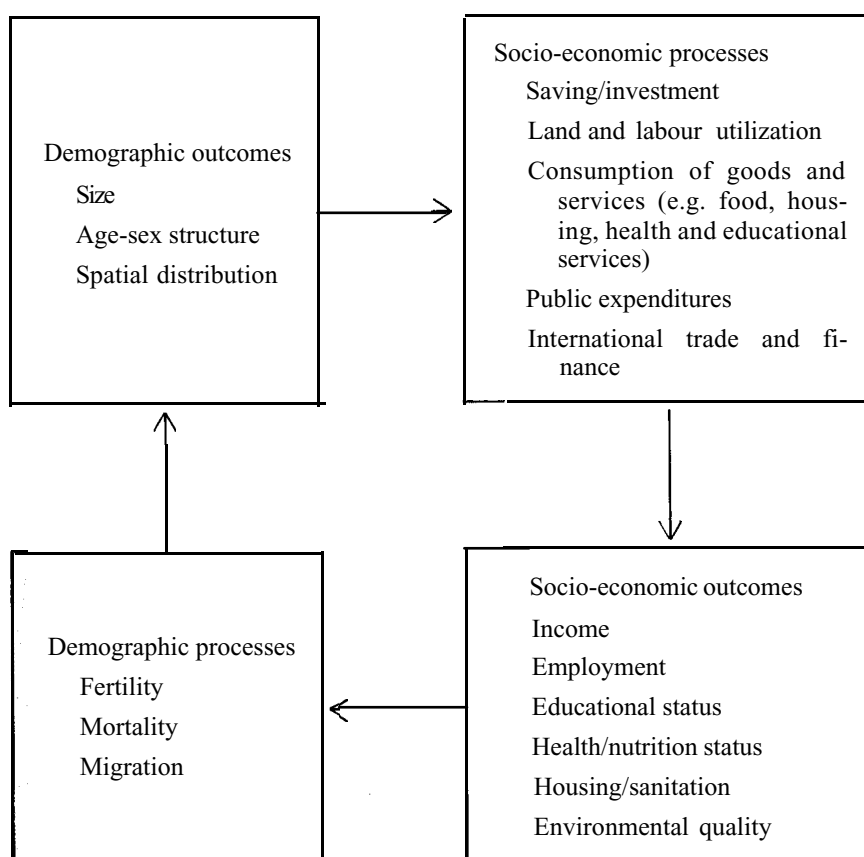 Demographic outcomes
Size
Age-sex structure
Spatial distribution
Socio-economic processes
Saving/investment
Land and labour utilization
Consumption of goods and
services (e.g. food, hous-
ing, health and educational
services)
Public expenditures
International trade and fi-
nance
Demographic processes
Fertility
Mortality
Migration
Socio-economic outcomes
Income
Employment
Educational status
Health/nutrition status
Housing/sanitation
Environmental quality